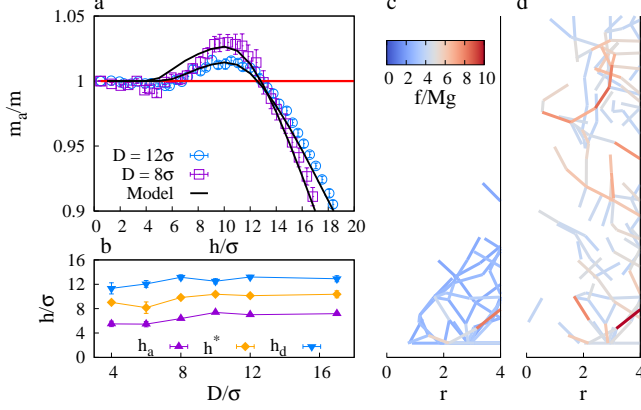 a
1.05
1
0.95
0.9
m_a/m
D = 12σ
D = 8σ
Model
0 2 4 6 8 10 12 14 16 18 20
h/σ
b
16
12
8
4
0
h/σ
h_a h^* h_d
4 8 12 16
D/σ
c
0 2 4 6 8 10
f/Mg
0 2 4
r
d
0 2 4
r